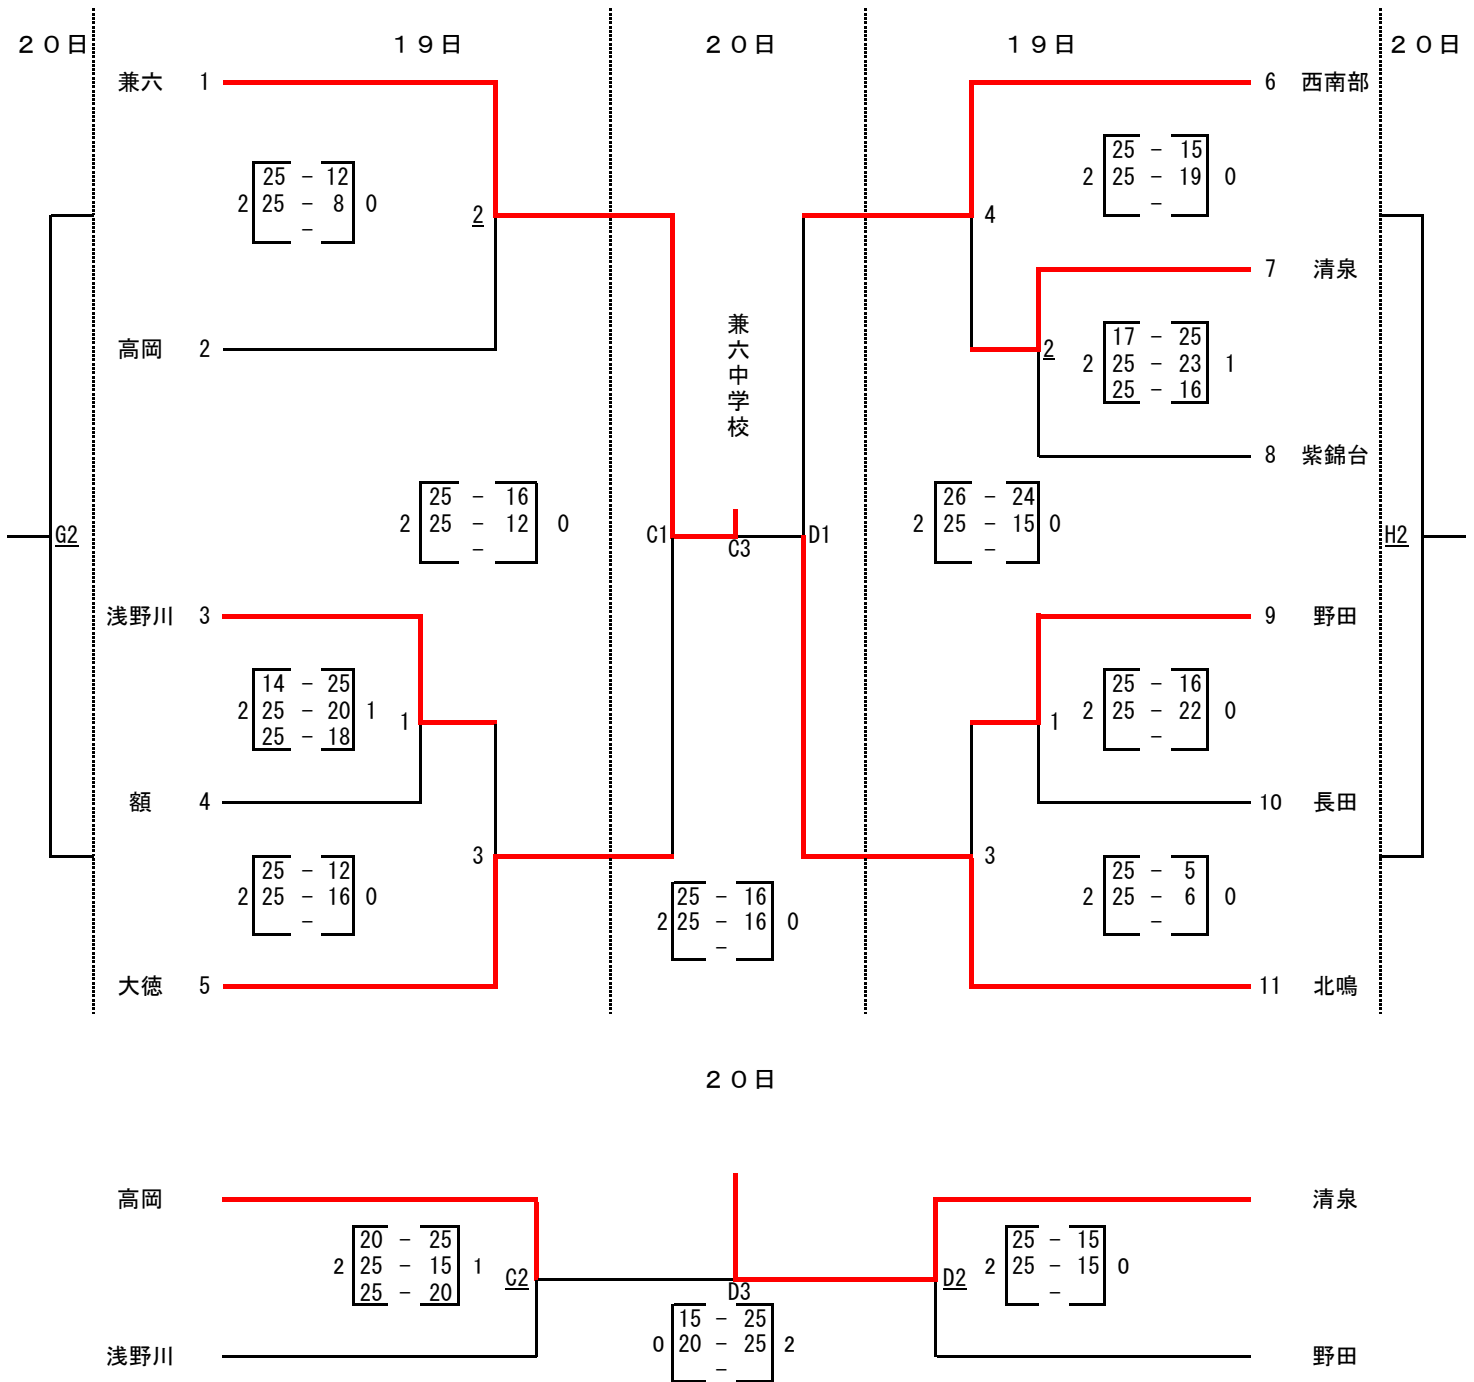 ２０日 １９日 ２０日 １９日 ２０日
兼六 1
6 西南部
25 - 12
2 25 - 8 0
-
2
25 - 15
2 25 - 19 0
-
4
7 清泉
高岡 2
兼六中学校
17 - 25
2 25 - 23 1
25 - 16
2
8 紫錦台
25 - 16
2 25 - 12 0
-
26 - 24
2 25 - 15 0
-
G2
C1
C3
D1
H2
浅野川 3
9 野田
14 - 25
2 25 - 20 1
25 - 18
1
25 - 16
2 25 - 22 0
-
1
額 4
10 長田
25 - 12
2 25 - 16 0
-
3
3
25 - 5
2 25 - 6 0
-
25 - 16
2 25 - 16 0
-
大徳 5
11 北鳴
２０日
高岡
清泉
20 - 25
2 25 - 15 1
25 - 20
C2
D3
D2
25 - 15
2 25 - 15 0
-
15 - 25
0 20 - 25 2
-
浅野川
野田